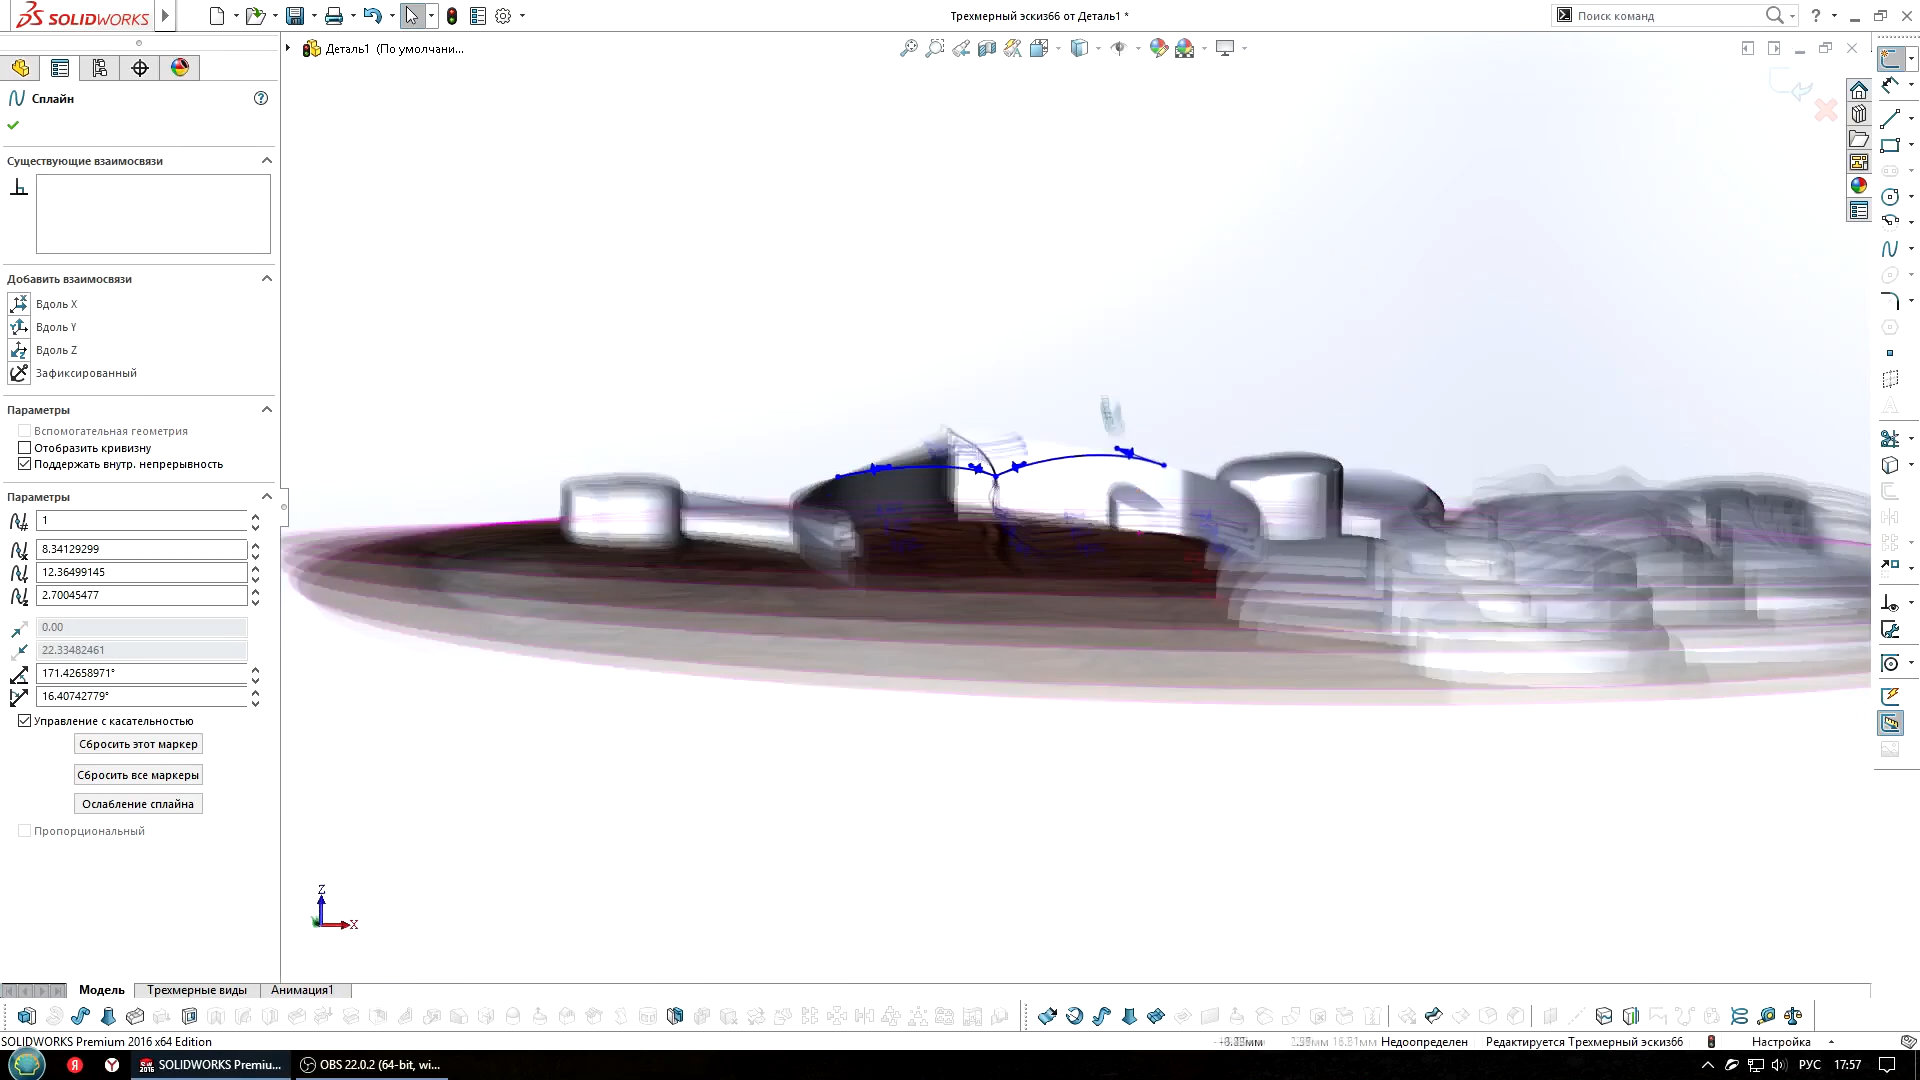 SOLIDWORKS
Трехмерный эскиз66 от Деталь1 *
Поиск команд
Деталь1 (По умолчани...
Сплайн
Существующие взаимосвязи
Добавить взаимосвязи
Вдоль X
Вдоль Y
Вдоль Z
Зафиксированный
Параметры
Вспомогательная геометрия
Отобразить кривизну
Поддержать внутр. непрерывность
Параметры
1
8.34129299
12.36499145
2.70045477
0.00
22.33482461
171.42658971°
16.40742779°
Управление с касательностью
Сбросить этот маркер
Сбросить все маркеры
Ослабление сплайна
Пропорциональный
Z
X
Модель
Трехмерные виды
Анимация1
SOLIDWORKS Premium 2016 x64 Edition
Недоопределен
Редактируется Трехмерный эскиз66
Настройка
SOLIDWORKS Premiu...
OBS 22.0.2 (64-bit, wi...
РУС
17:57